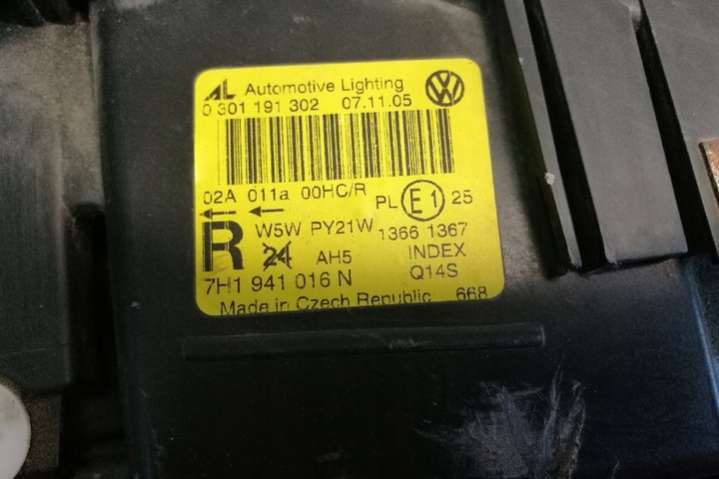 AL Automotive Lighting
0 301 191 302 07.11.05
02A 011a 00HC/R
PL E1 25
W5W PY21W 1366 1367
R 24 AH5 INDEX
7H1 941 016 N Q14S
Made in Czech Republic 668